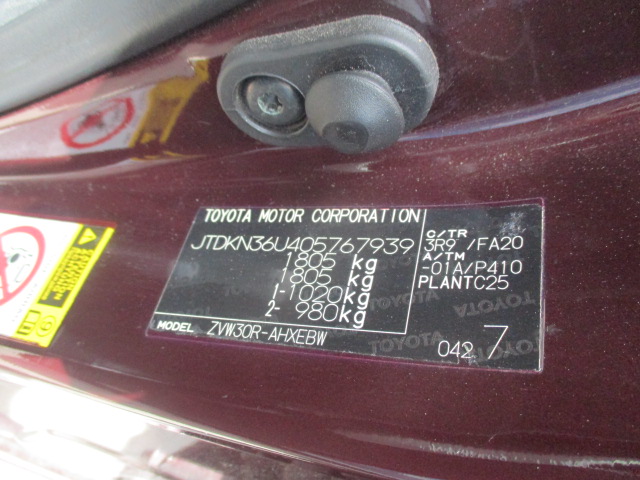 TOYOTA MOTOR CORPORATION
JTDKN36U405767939
1805 kg
1805 kg
1-1020kg
2- 980kg
MODEL ZVW30R-AHXEBW
C/TR
3R9 /FA20
A/TM
-01A/P410
PLANTC25
042 7